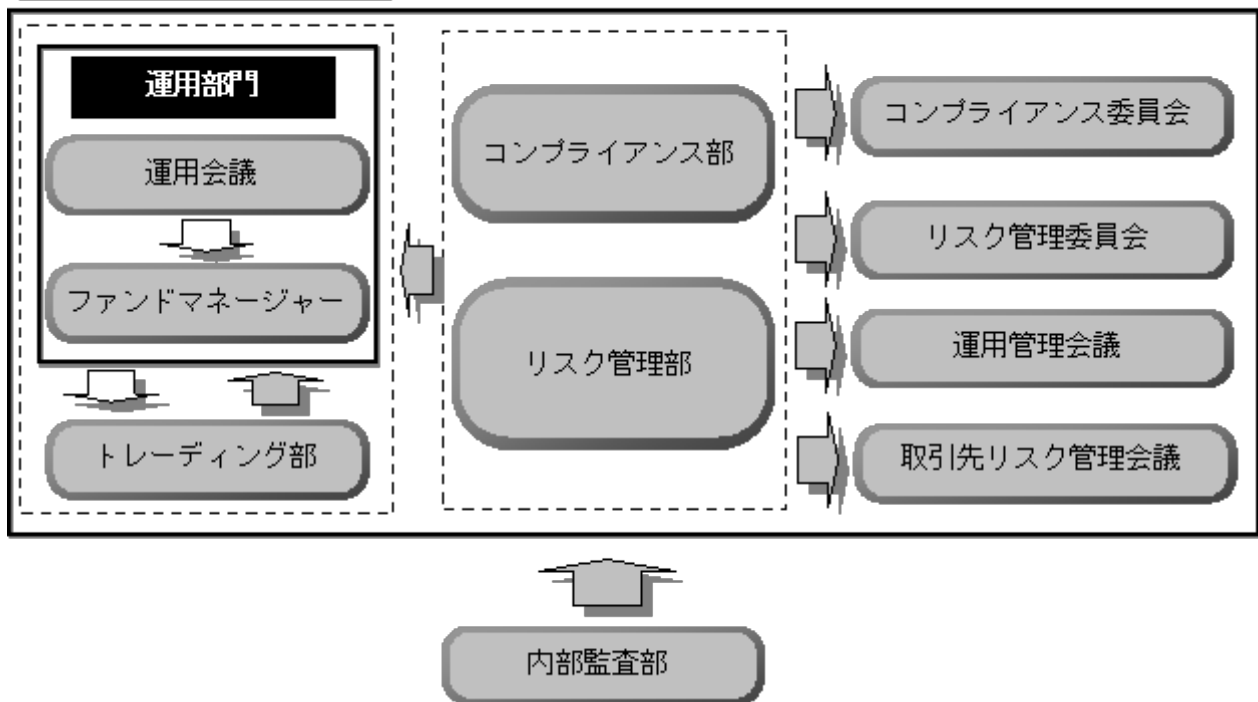 運用部門
運用会議
ファンドマネージャー
トレーディング部
コンプライアンス部
リスク管理部
コンプライアンス委員会
リスク管理委員会
運用管理会議
取引先リスク管理会議
内部監査部